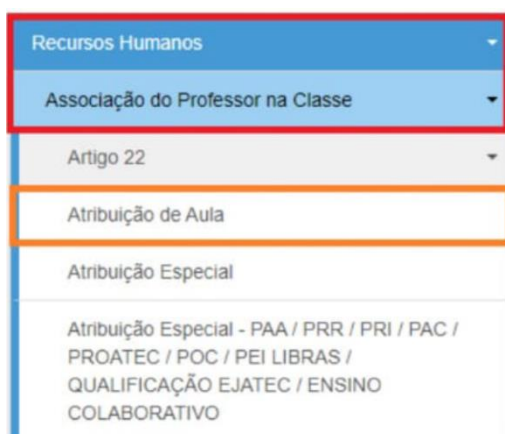 Recursos Humanos
Associação do Professor na Classe
Artigo 22
Atribuição de Aula
Atribuição Especial
Atribuição Especial - PAA / PRR / PRI / PAC /
PROATEC / POC / PEI LIBRAS /
QUALIFICAÇÃO EJATEC / ENSINO
COLABORATIVO